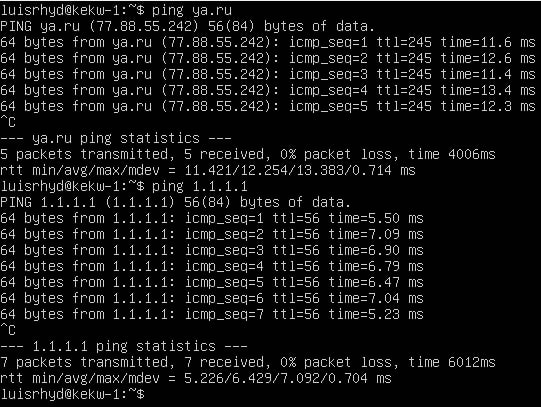 luisrhyd@kekw-1:~$ ping ya.ru
PING ya.ru (77.88.55.242) 56(84) bytes of data.
64 bytes from ya.ru (77.88.55.242): icmp_seq=1 ttl=245 time=11.6 ms
64 bytes from ya.ru (77.88.55.242): icmp_seq=2 ttl=245 time=12.6 ms
64 bytes from ya.ru (77.88.55.242): icmp_seq=3 ttl=245 time=11.4 ms
64 bytes from ya.ru (77.88.55.242): icmp_seq=4 ttl=245 time=13.4 ms
64 bytes from ya.ru (77.88.55.242): icmp_seq=5 ttl=245 time=12.3 ms
^C
--- ya.ru ping statistics ---
5 packets transmitted, 5 received, 0% packet loss, time 4006ms
rtt min/avg/max/mdev = 11.421/12.254/13.383/0.714 ms
luisrhyd@kekw-1:~$ ping 1.1.1.1
PING 1.1.1.1 (1.1.1.1) 56(84) bytes of data.
64 bytes from 1.1.1.1: icmp_seq=1 ttl=56 time=5.50 ms
64 bytes from 1.1.1.1: icmp_seq=2 ttl=56 time=7.09 ms
64 bytes from 1.1.1.1: icmp_seq=3 ttl=56 time=6.90 ms
64 bytes from 1.1.1.1: icmp_seq=4 ttl=56 time=6.79 ms
64 bytes from 1.1.1.1: icmp_seq=5 ttl=56 time=6.47 ms
64 bytes from 1.1.1.1: icmp_seq=6 ttl=56 time=7.04 ms
64 bytes from 1.1.1.1: icmp_seq=7 ttl=56 time=5.23 ms
^C
--- 1.1.1.1 ping statistics ---
7 packets transmitted, 7 received, 0% packet loss, time 6012ms
rtt min/avg/max/mdev = 5.226/6.429/7.092/0.704 ms
luisrhyd@kekw-1:~$